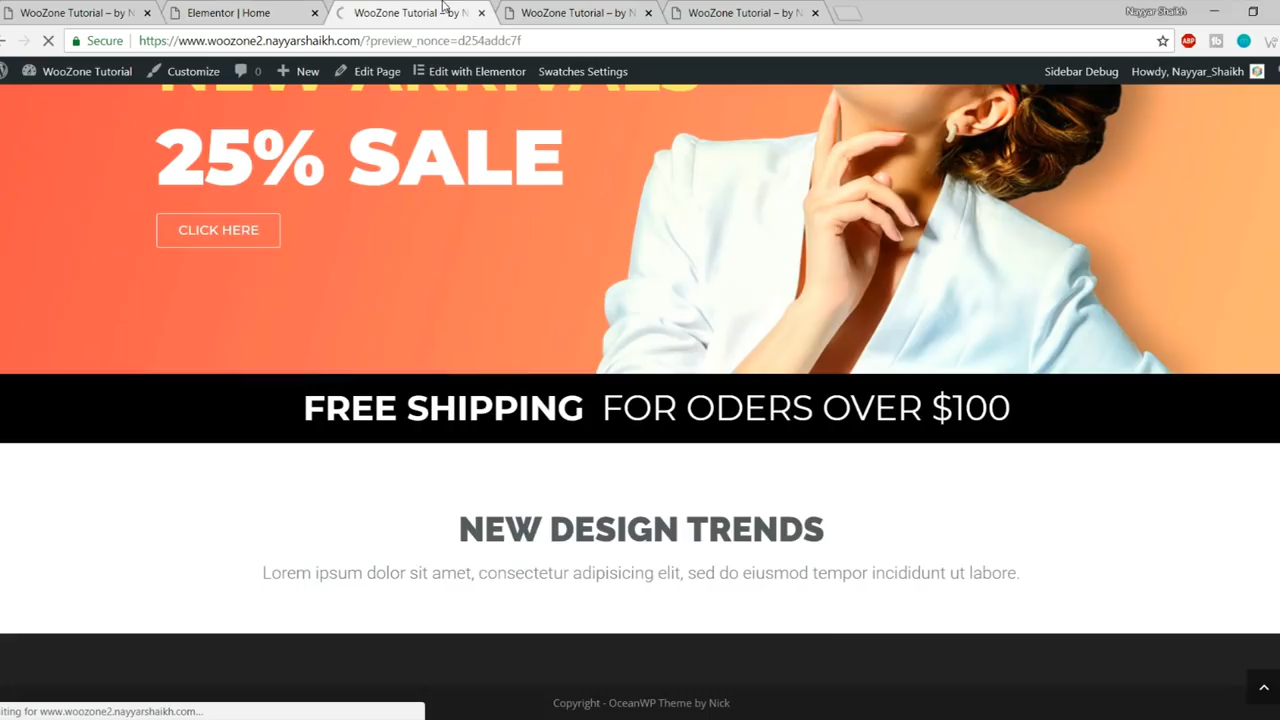 WooZone Tutorial – by N
Elementor | Home
WooZone Tutorial – by N
WooZone Tutorial – by N
WooZone Tutorial – by N
Nayyar Shaikh
Secure
https://www.woozone2.nayyarshaikh.com/?preview_nonce=d254addc7f
ABP
WooZone Tutorial
Customize
0
New
Edit Page
Edit with Elementor
Swatches Settings
Sidebar Debug
Howdy, Nayyar_Shaikh
NEW ARRIVALS
25% SALE
CLICK HERE
FREE SHIPPING FOR ODERS OVER $100
NEW DESIGN TRENDS
Lorem ipsum dolor sit amet, consectetur adipisicing elit, sed do eiusmod tempor incididunt ut labore.
Copyright - OceanWP Theme by Nick
iting for www.woozone2.nayyarshaikh.com...